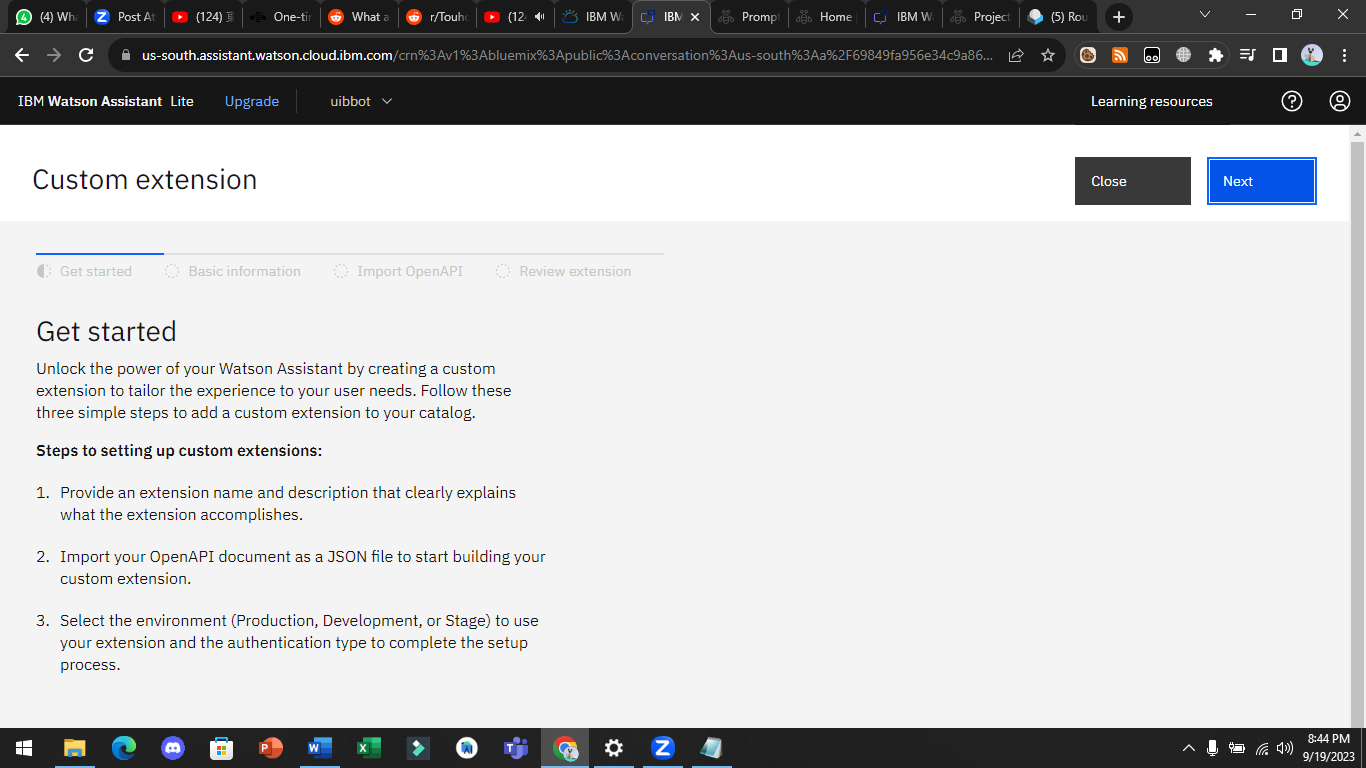 (4) Wha
Post At
(124)
One-tim
What a
r/Touho
(12
IBM Wa
IBM
Prompt
Home
IBM Wa
Project
(5) Rou
us-south.assistant.watson.cloud.ibm.com/crn%3Av1%3Abluemix%3Apublic%3Aconversation%3Aus-south%3Aa%2F69849fa956e34c9a86...
IBM Watson Assistant Lite Upgrade uibbot Learning resources
Custom extension
Close Next
Get started Basic information Import OpenAPI Review extension
Get started
Unlock the power of your Watson Assistant by creating a custom
extension to tailor the experience to your user needs. Follow these
three simple steps to add a custom extension to your catalog.
Steps to setting up custom extensions:
1. Provide an extension name and description that clearly explains
what the extension accomplishes.
2. Import your OpenAPI document as a JSON file to start building your
custom extension.
3. Select the environment (Production, Development, or Stage) to use
your extension and the authentication type to complete the setup
process.
8:44 PM
9/19/2023